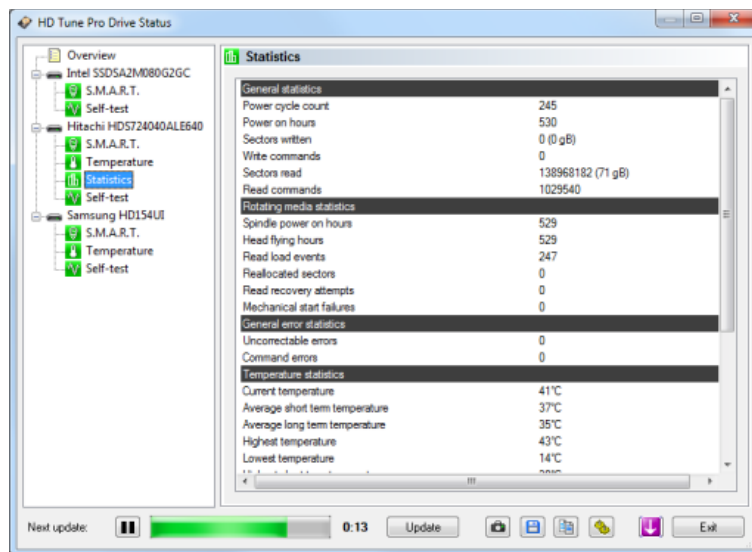 HD Tune Pro Drive Status
Overview
Intel SSDSA2M080G2GC
S.M.A.R.T.
Self-test
Hitachi HDS724040ALE640
S.M.A.R.T.
Temperature
Statistics
Self-test
Samsung HD154UI
S.M.A.R.T.
Temperature
Self-test
Statistics
General statistics
Power cycle count 245
Power on hours 530
Sectors written 0 (0 gB)
Write commands 0
Sectors read 138968182 (71 gB)
Read commands 1029540
Rotating media statistics
Spindle power on hours 529
Head flying hours 529
Read load events 247
Reallocated sectors 0
Read recovery attempts 0
Mechanical start failures 0
General error statistics
Uncorrectable errors 0
Command errors 0
Temperature statistics
Current temperature 41°C
Average short term temperature 37°C
Average long term temperature 35°C
Highest temperature 43°C
Lowest temperature 14°C
Next update: 0:13 Update Exit